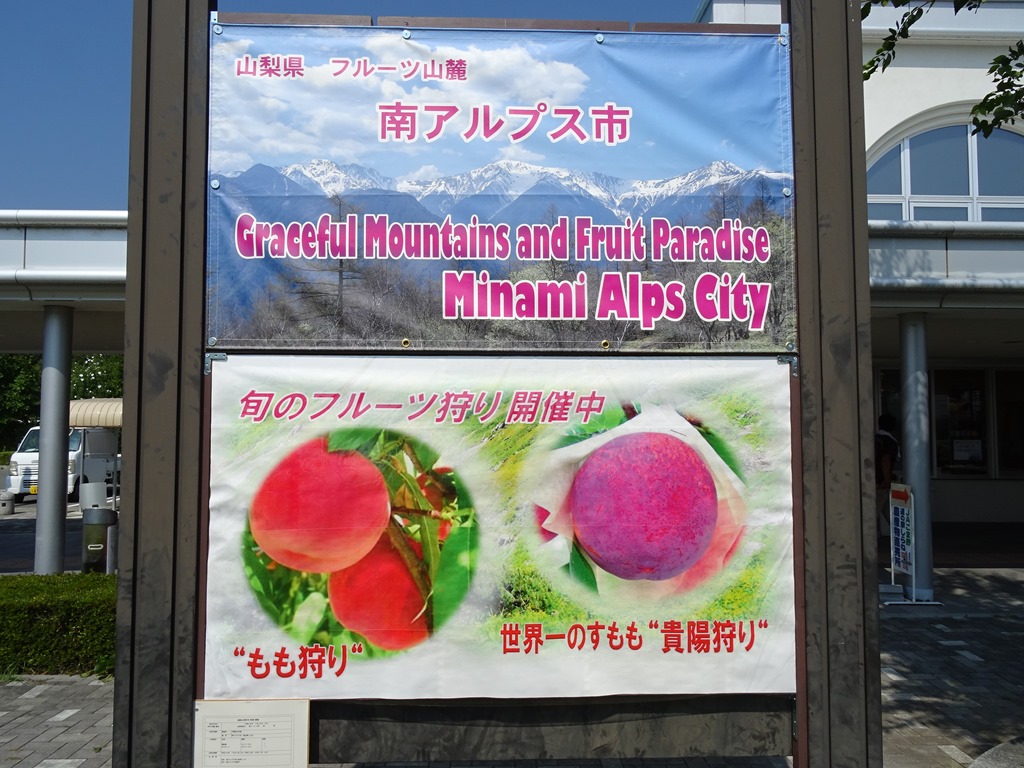 山梨県 フルーツ山麓
南アルプス市
Graceful Mountains and Fruit Paradise
Minami Alps City
旬のフルーツ狩り開催中
“もも狩り“
世界一のすもも“貴陽狩り“